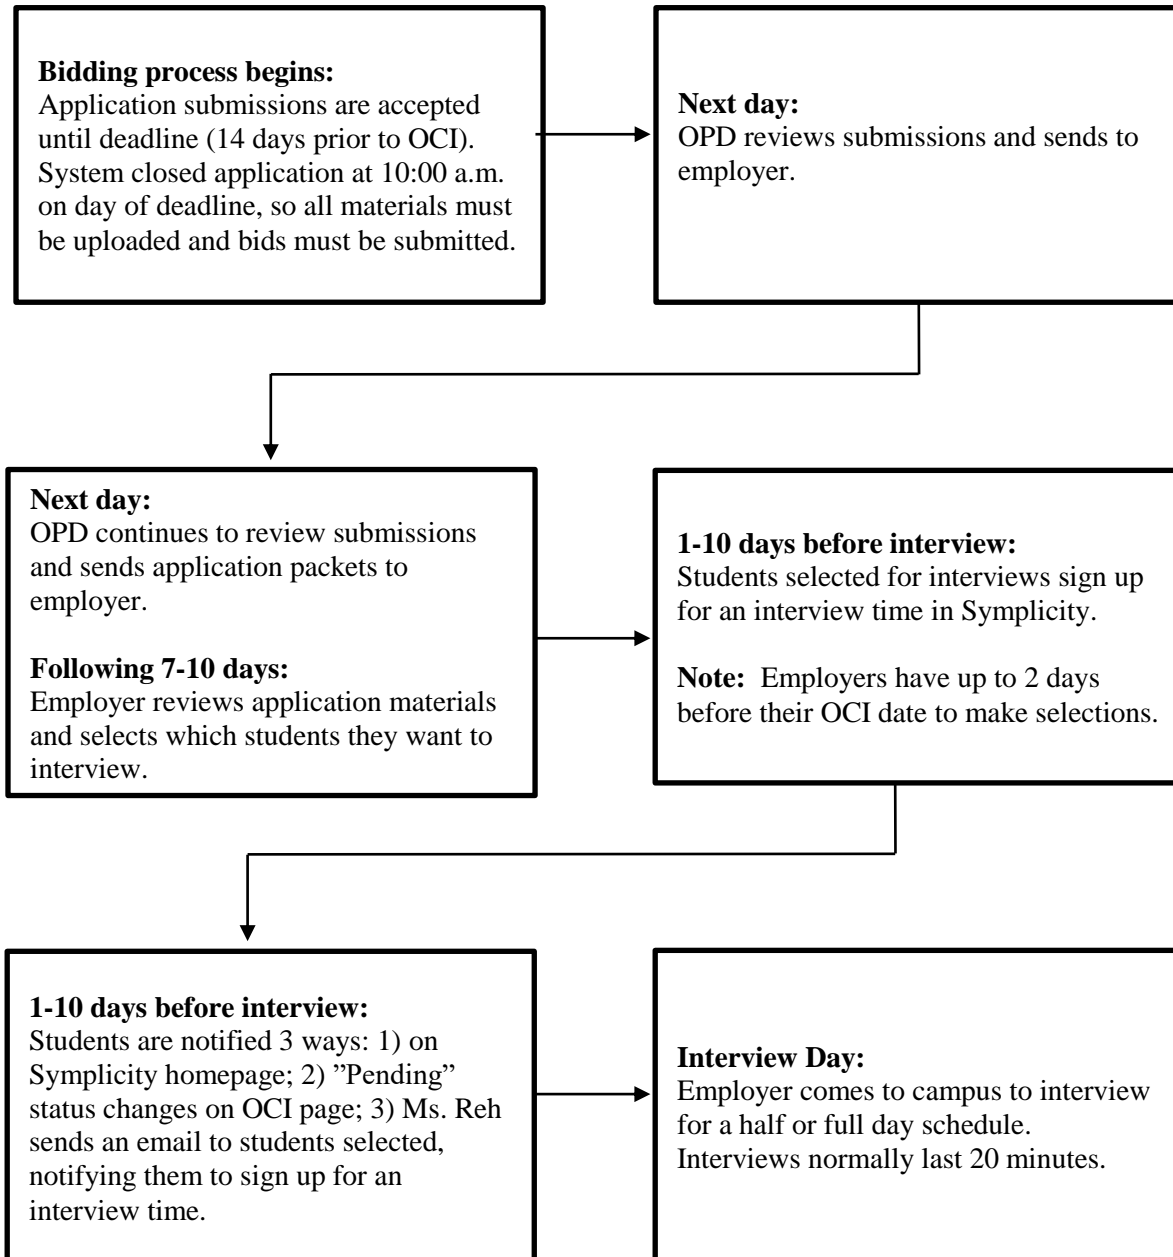 Bidding process begins:
Application submissions are accepted
until deadline (14 days prior to OCI).
System closed application at 10:00 a.m.
on day of deadline, so all materials must
be uploaded and bids must be submitted.
Next day:
OPD reviews submissions and sends to
employer.
Next day:
OPD continues to review submissions
and sends application packets to
employer.
Following 7-10 days:
Employer reviews application materials
and selects which students they want to
interview.
1-10 days before interview:
Students selected for interviews sign up
for an interview time in Symplicity.
Note:  Employers have up to 2 days
before their OCI date to make selections.
1-10 days before interview:
Students are notified 3 ways: 1) on
Symplicity homepage; 2) ”Pending”
status changes on OCI page; 3) Ms. Reh
sends an email to students selected,
notifying them to sign up for an
interview time.
Interview Day:
Employer comes to campus to interview
for a half or full day schedule.
Interviews normally last 20 minutes.